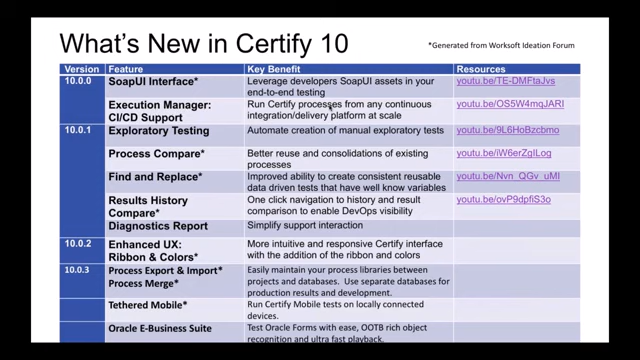 What's New in Certify 10
*Generated from Worksoft Ideation Forum
Version Feature Key Benefit Resources
10.0.0 SoapUI Interface* Leverage developers SoapUI assets in your youtu.be/TE-DMFtaJvs
end-to-end testing
Execution Manager: Run Certify processes from any continuous youtu.be/OS5W4mqJARI
CI/CD Support integration/delivery platform at scale
10.0.1 Exploratory Testing Automate creation of manual exploratory tests youtu.be/9L6HoBzcbmo
Process Compare* Better reuse and consolidations of existing youtu.be/iW6erZgILog
processes
Find and Replace* Improved ability to create consistent reusable youtu.be/Nvn_QGv_uMI
data driven tests that have well know variables
Results History One click navigation to history and result youtu.be/ovP9dpfiS3o
Compare* comparison to enable DevOps visibility
Diagnostics Report Simplify support interaction
10.0.2 Enhanced UX: More intuitive and responsive Certify interface
Ribbon & Colors* with the addition of the ribbon and colors
10.0.3 Process Export & Import* Easily maintain your process libraries between
Process Merge* projects and databases. Use separate databases for
production results and development.
Tethered Mobile* Run Certify Mobile tests on locally connected
devices.
Oracle E-Business Suite Test Oracle Forms with ease, OOTB rich object
recognition and ultra fast playback.